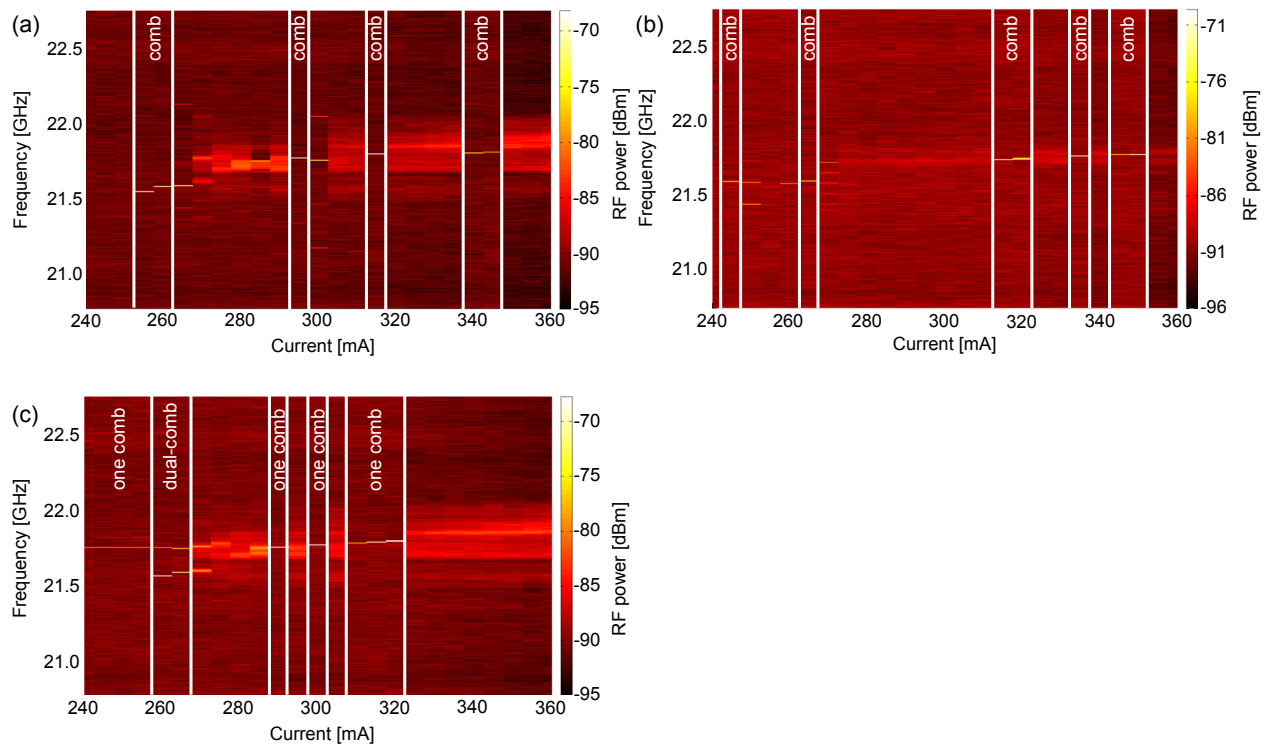 (a)
comb
comb
comb
comb
22.5
22.0
21.5
21.0
Frequency [GHz]
240
260
280
300
320
340
360
Current [mA]
-70
-75
-80
-85
-90
-95
RF power [dBm]
(b)
comb
comb
comb
comb
comb
22.5
22.0
21.5
21.0
Frequency [GHz]
240
260
280
300
320
340
360
Current [mA]
-71
-76
-81
-86
-91
-96
RF power [dBm]
(c)
one comb
dual-comb
one comb
one comb
one comb
22.5
22.0
21.5
21.0
Frequency [GHz]
240
260
280
300
320
340
360
Current [mA]
-70
-75
-80
-85
-90
-95
RF power [dBm]